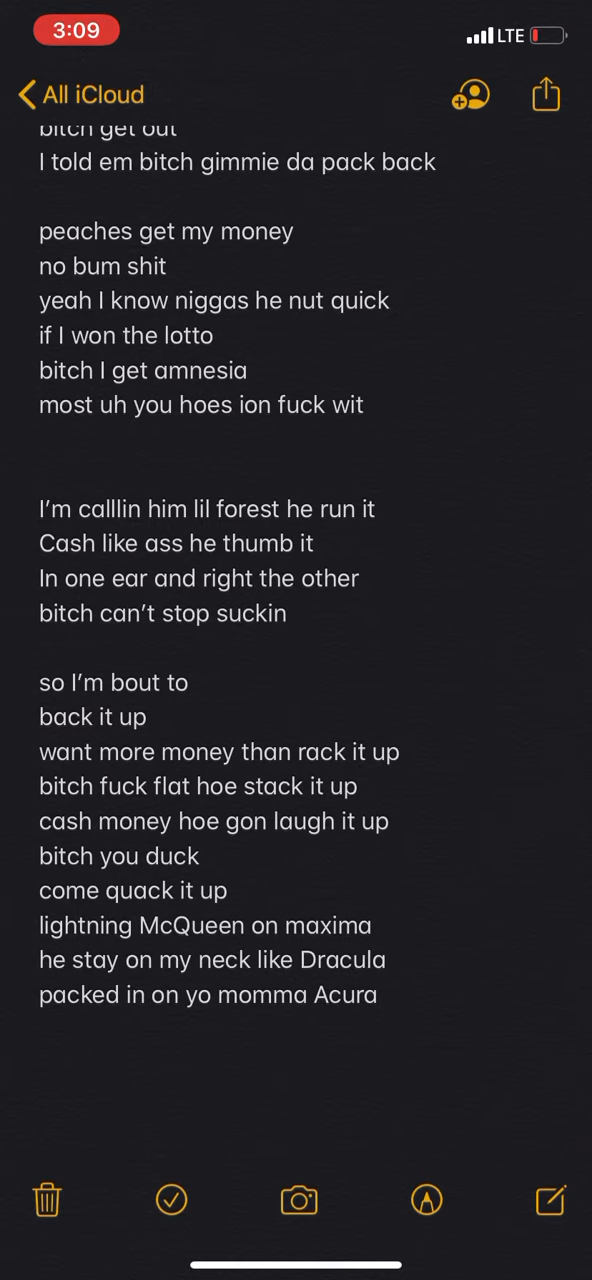 3:09
LTE
All iCloud
bitch get out
I told em bitch gimmie da pack back
peaches get my money
no bum shit
yeah I know niggas he nut quick
if I won the lotto
bitch I get amnesia
most uh you hoes ion fuck wit
I'm calllin him lil forest he run it
Cash like ass he thumb it
In one ear and right the other
bitch can't stop suckin
so I'm bout to
back it up
want more money than rack it up
bitch fuck flat hoe stack it up
cash money hoe gon laugh it up
bitch you duck
come quack it up
lightning McQueen on maxima
he stay on my neck like Dracula
packed in on yo momma Acura